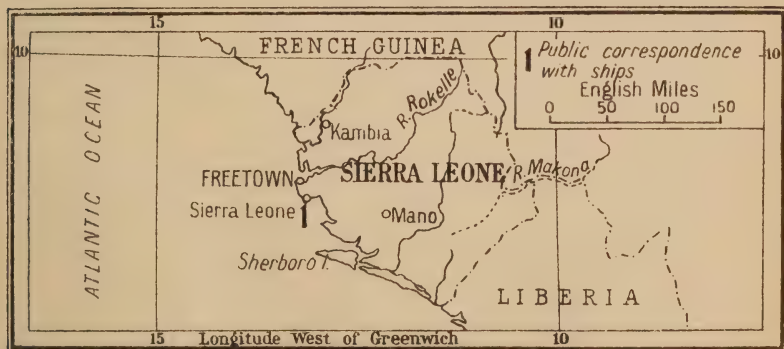 15
10
10
10
FRENCH GUINEA
1 Public correspondence
with ships
English Miles
0 50 100 150
R. Rokelle
Kambia
ATLANTIC OCEAN
FREETOWN
SIERRA LEONE
R. Makona
Sierra Leone
1
Mano
Sherboro I.
LIBERIA
15
10
Longitude West of Greenwich